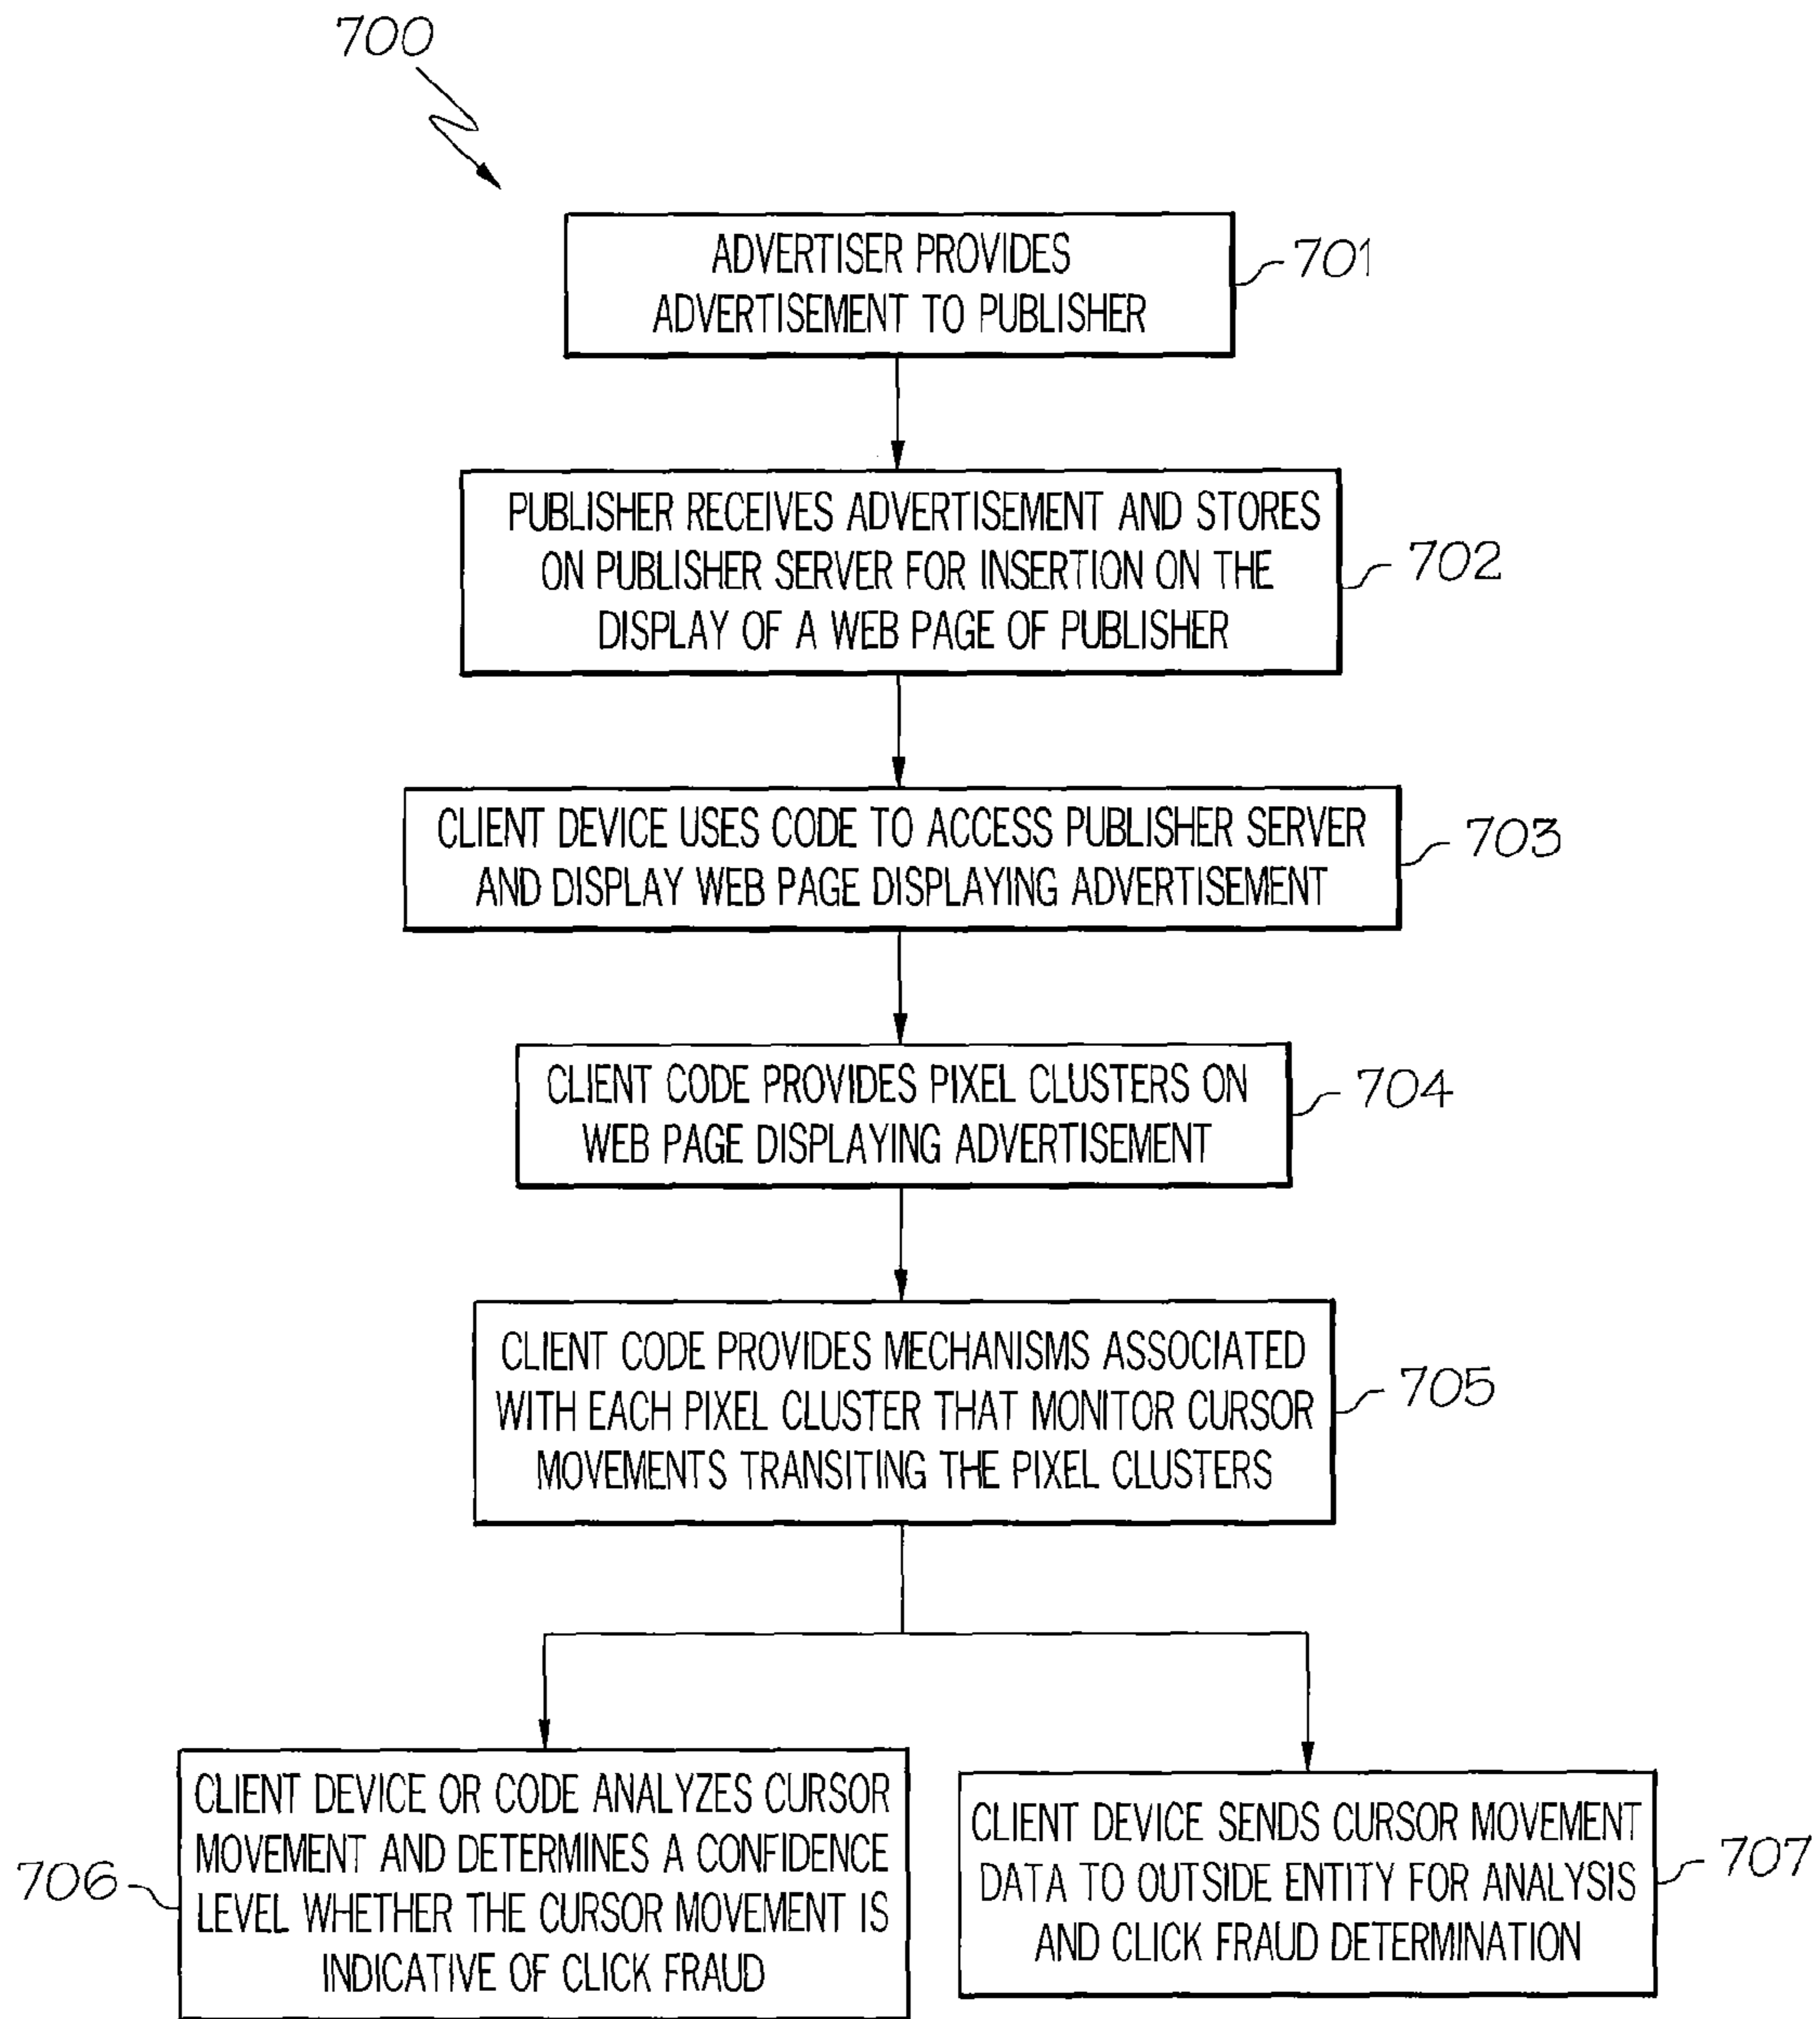 700
ADVERTISER PROVIDES
ADVERTISEMENT TO PUBLISHER
701
PUBLISHER RECEIVES ADVERTISEMENT AND STORES
ON PUBLISHER SERVER FOR INSERTION ON THE
DISPLAY OF A WEB PAGE OF PUBLISHER
702
CLIENT DEVICE USES CODE TO ACCESS PUBLISHER SERVER
AND DISPLAY WEB PAGE DISPLAYING ADVERTISEMENT
703
CLIENT CODE PROVIDES PIXEL CLUSTERS ON
WEB PAGE DISPLAYING ADVERTISEMENT
704
CLIENT CODE PROVIDES MECHANISMS ASSOCIATED
WITH EACH PIXEL CLUSTER THAT MONITOR CURSOR
MOVEMENTS TRANSITING THE PIXEL CLUSTERS
705
CLIENT DEVICE OR CODE ANALYZES CURSOR
MOVEMENT AND DETERMINES A CONFIDENCE
LEVEL WHETHER THE CURSOR MOVEMENT IS
INDICATIVE OF CLICK FRAUD
706
CLIENT DEVICE SENDS CURSOR MOVEMENT
DATA TO OUTSIDE ENTITY FOR ANALYSIS
AND CLICK FRAUD DETERMINATION
707